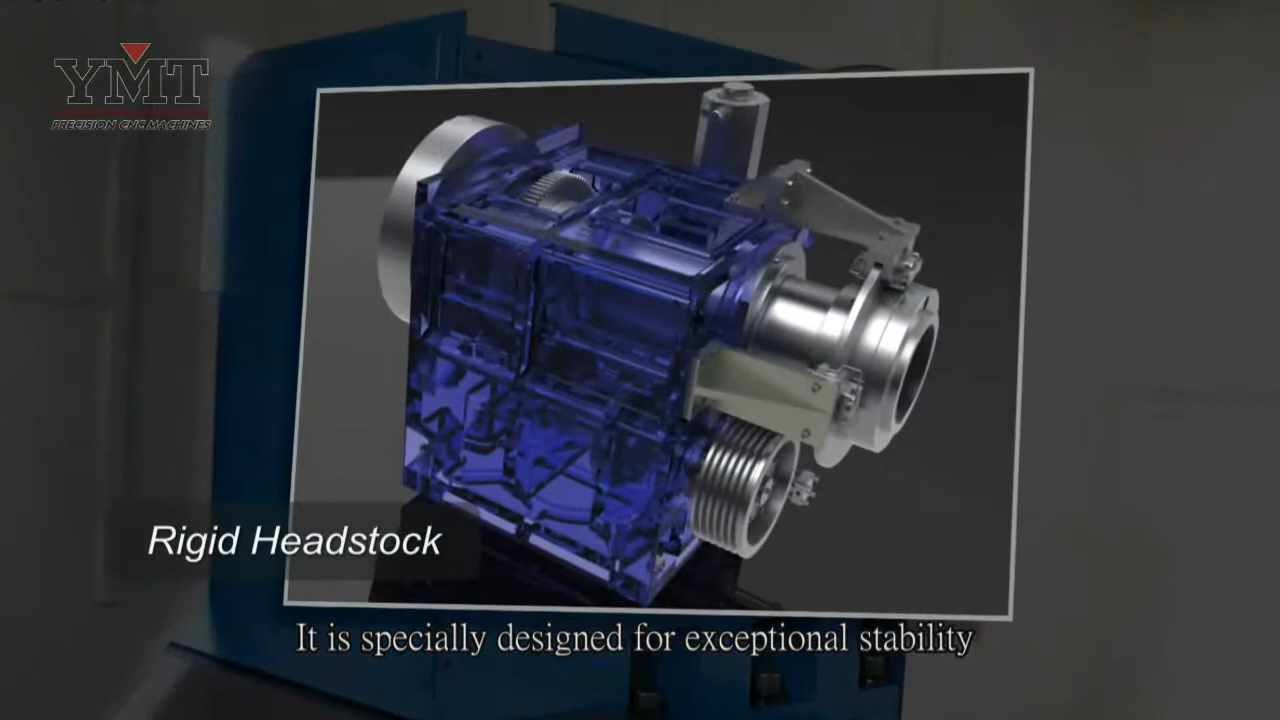 YMT
PRECISION CNC MACHINES
Rigid Headstock
It is specially designed for exceptional stability